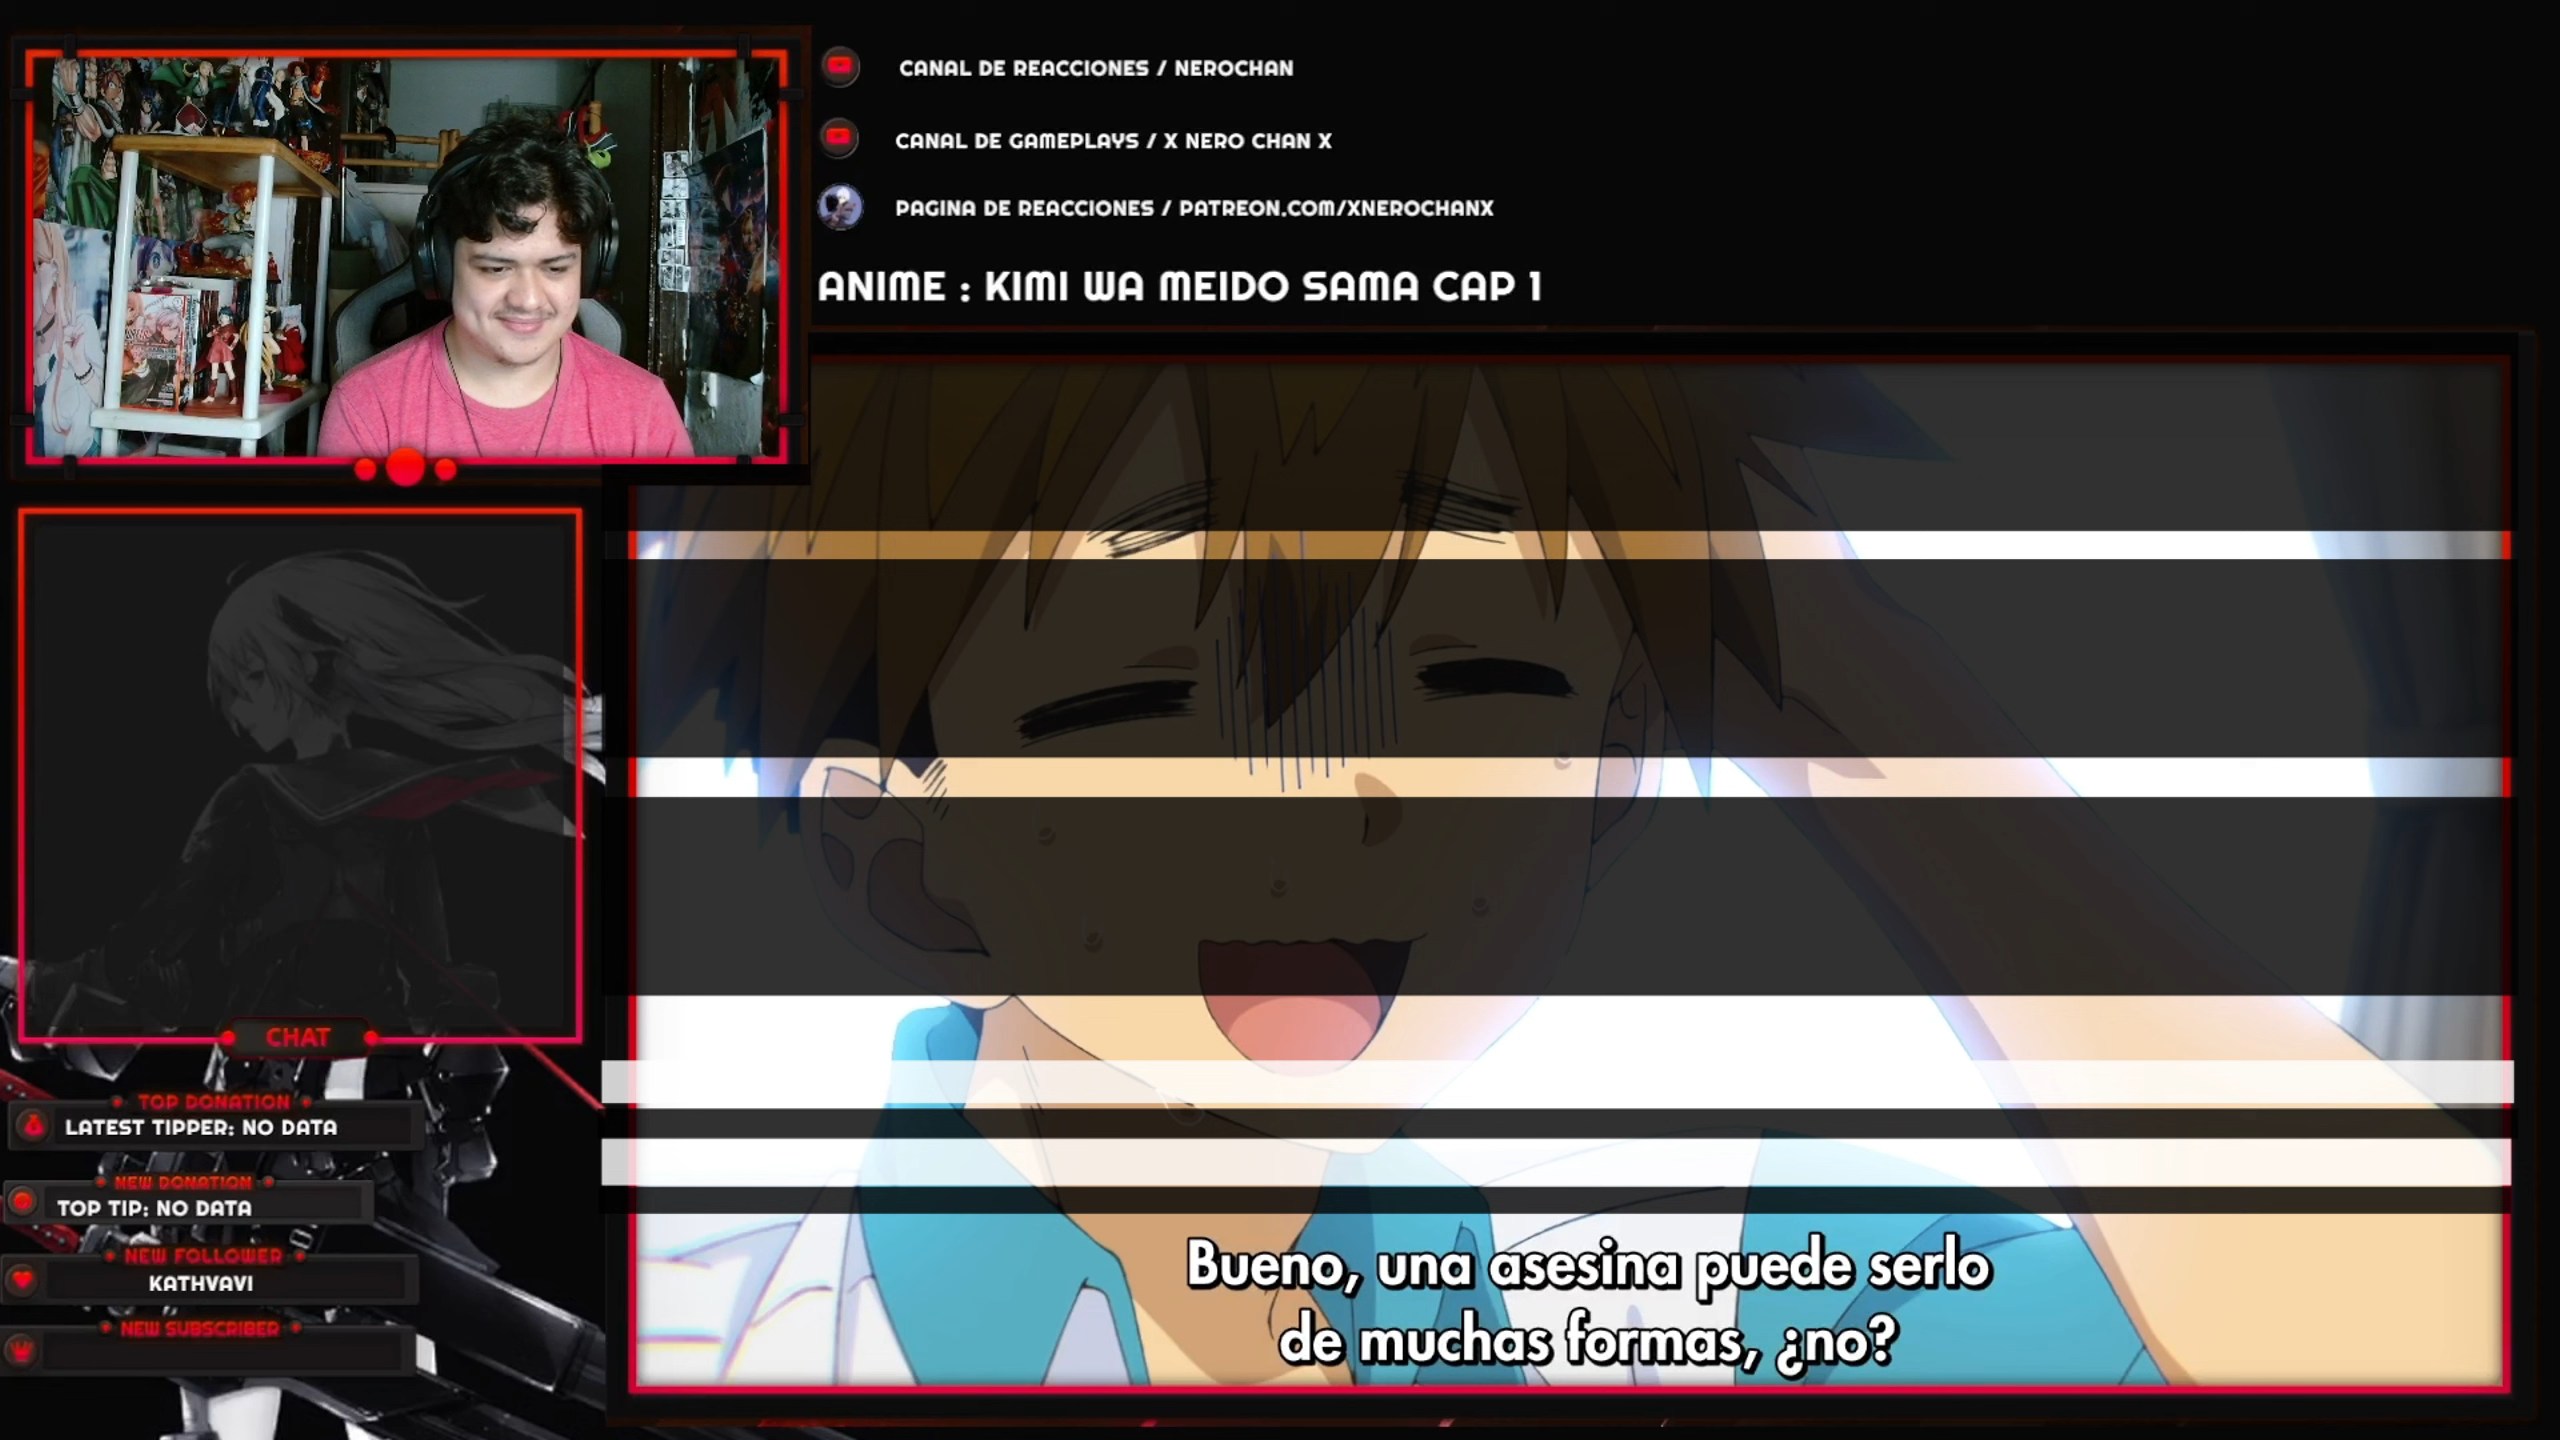 CANAL DE REACCIONES / NEROCHAN
CANAL DE GAMEPLAYS / X NERO CHAN X
PAGINA DE REACCIONES / PATREON.COM/XNEROCHANX
ANIME : KIMI WA MEIDO SAMA CAP 1
CHAT
TOP DONATION
LATEST TIPPER: NO DATA
NEW DONATION
TOP TIP: NO DATA
NEW FOLLOWER
KATHVAVI
NEW SUBSCRIBER
Bueno, una asesina puede serlo
de muchas formas, ¿no?